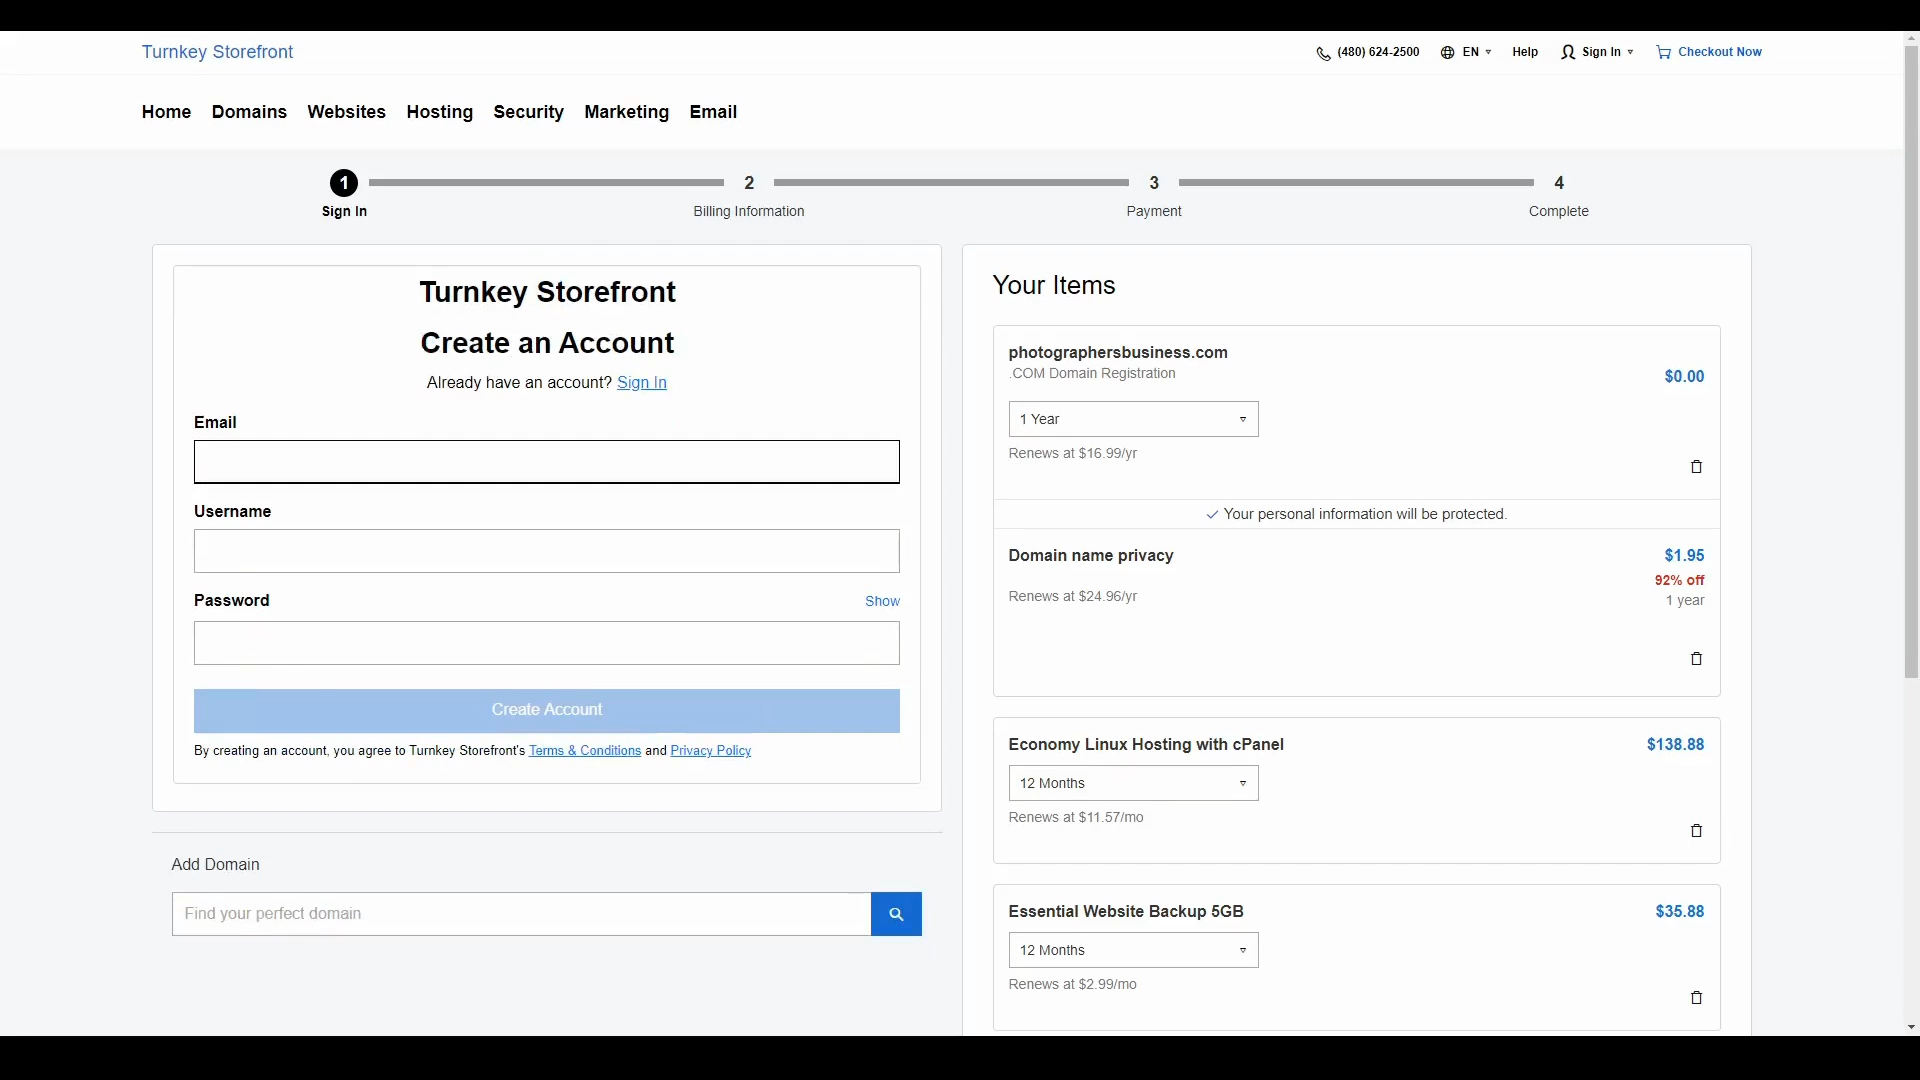 Turnkey Storefront
(480) 624-2500 EN Help Sign In Checkout Now
Home Domains Websites Hosting Security Marketing Email
1 2 3 4
Sign In Billing Information Payment Complete
Turnkey Storefront
Create an Account
Already have an account? Sign In
Email
Username
Password Show
Create Account
By creating an account, you agree to Turnkey Storefront's Terms & Conditions and Privacy Policy
Add Domain
Find your perfect domain
Your Items
photographersbusiness.com
.COM Domain Registration
$0.00
1 Year
Renews at $16.99/yr
Your personal information will be protected.
Domain name privacy $1.95
92% off
Renews at $24.96/yr 1 year
Economy Linux Hosting with cPanel $138.88
12 Months
Renews at $11.57/mo
Essential Website Backup 5GB $35.88
12 Months
Renews at $2.99/mo